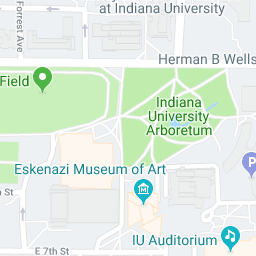 at Indiana University
Forrest Ave
Herman B Wells
Field
Indiana
University
Arboretum
Eskenazi Museum of Art
P
h St
IU Auditorium
E 7th St